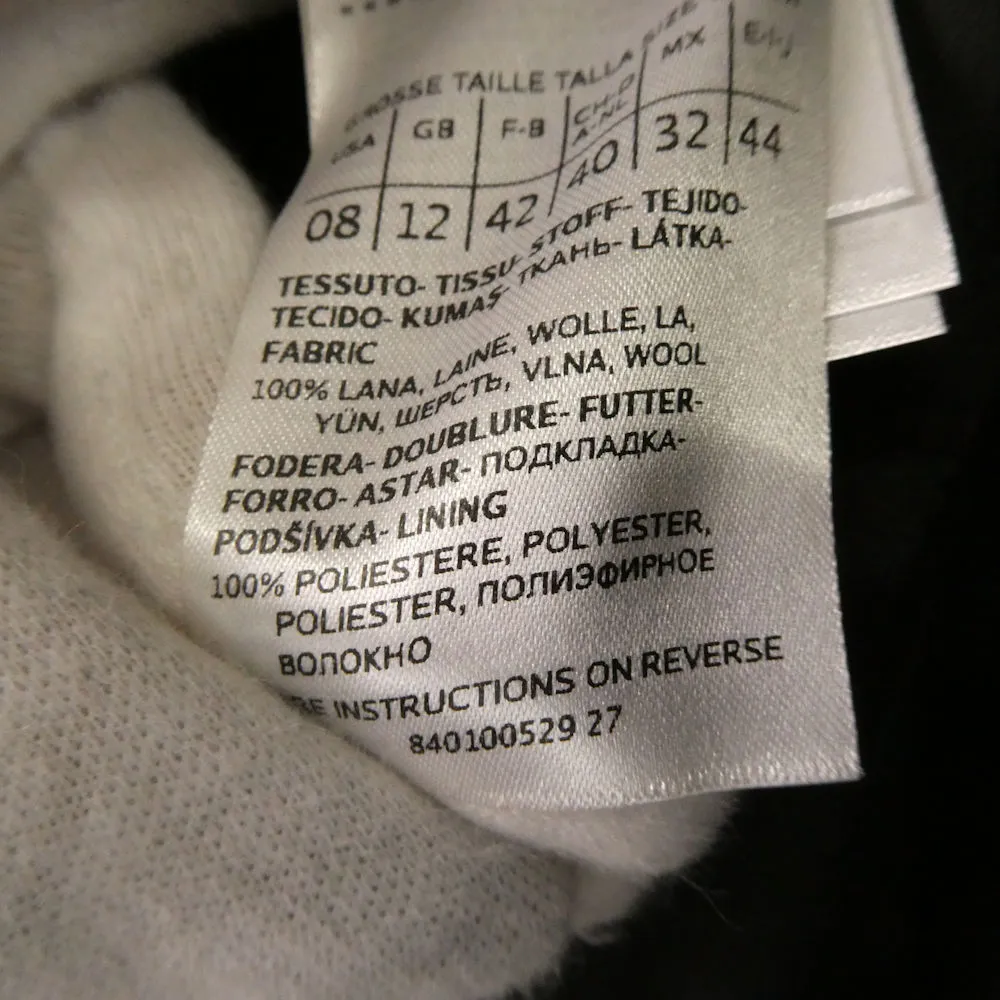 GROSSE TAILLE TALLA SIZE
USA GB F-B CH-D A-NL MX E-I-J
08 12 42 40 32 44
TESSUTO- TISSU- STOFF- TEJIDO-
TECIDO- KUMAS- ТКАНЬ- LÁTKA-
FABRIC
100% LANA, LAINE, WOLLE, LA,
YÜN, ШЕРСТЬ, VLNA, WOOL
FODERA- DOUBLURE- FUTTER-
FORRO- ASTAR- ПОДКЛАДКА-
PODŠÍVKA- LINING
100% POLIESTERE, POLYESTER,
POLIESTER, ПОЛИЭФИРНОЕ
ВОЛОКНО
INSTRUCTIONS ON REVERSE
840100529 27